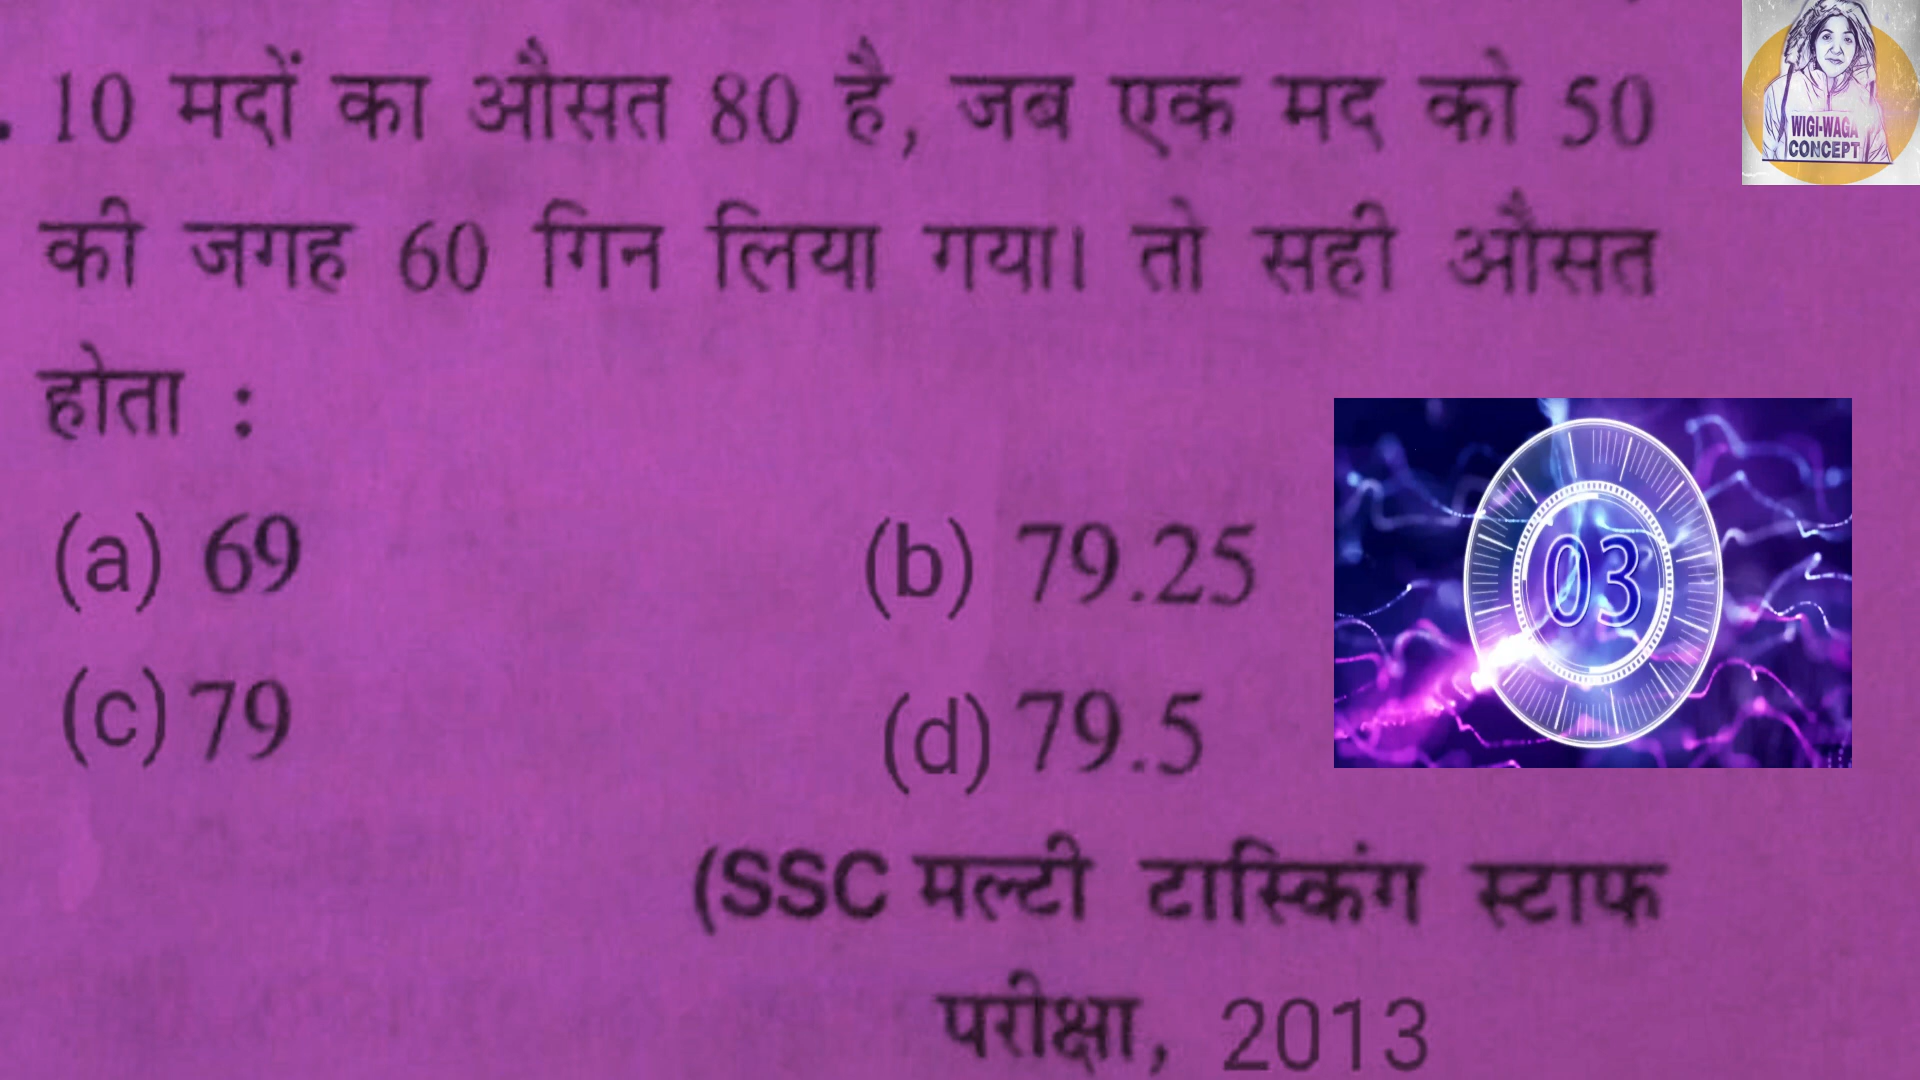 . 10 मदों का औसत 80 है, जब एक मद को 50
की जगह 60 गिन लिया गया। तो सही औसत
होता :
(a) 69 (b) 79.25
(c) 79 (d) 79.5
(SSC मल्टी टास्किंग स्टाफ
परीक्षा, 2013
WIGI-WAGA
CONCEPT
03